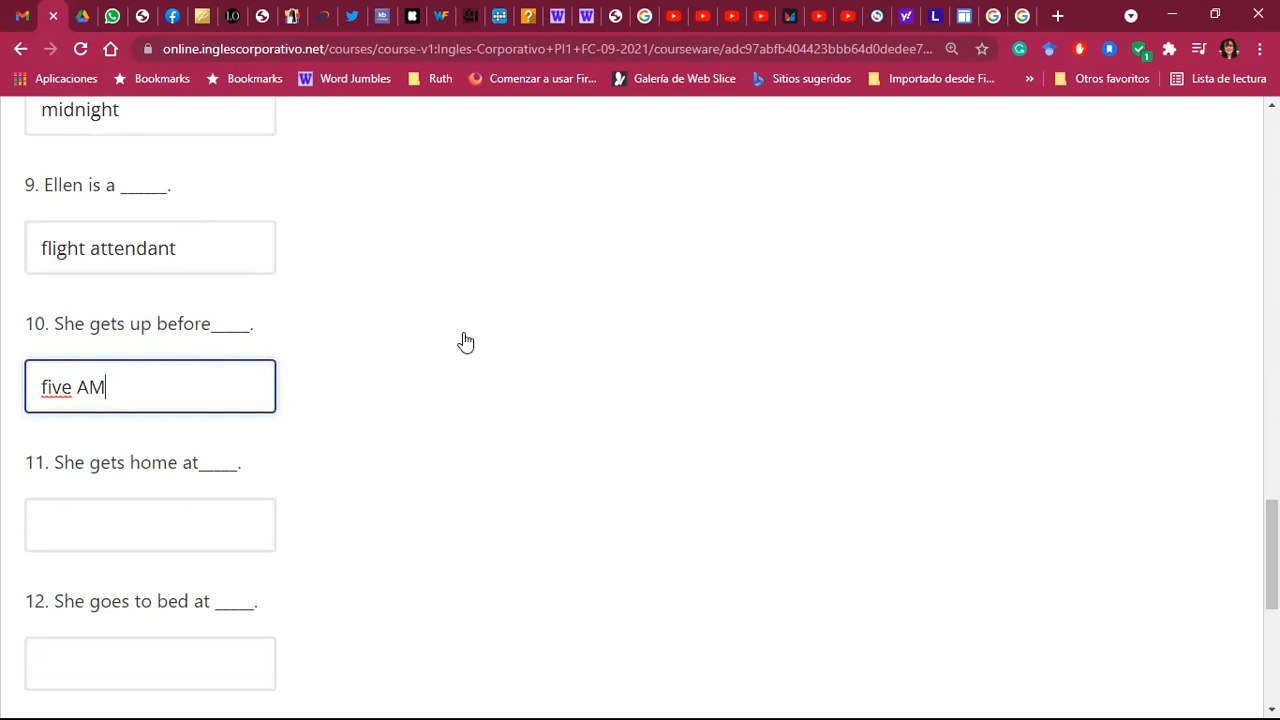 online.inglescorporativo.net/courses/course-v1:Ingles-Corporativo+PI1+FC-09-2021/courseware/adc97abfb404423bbb64d0dedee7...
Aplicaciones
Bookmarks
Bookmarks
Word Jumbles
Ruth
Comenzar a usar Fir...
Galería de Web Slice
Sitios sugeridos
Importado desde Fi...
»
Otros favoritos
Lista de lectura
midnight
9. Ellen is a ______.
flight attendant
10. She gets up before_____.
five AM
11. She gets home at_____.
12. She goes to bed at _____.